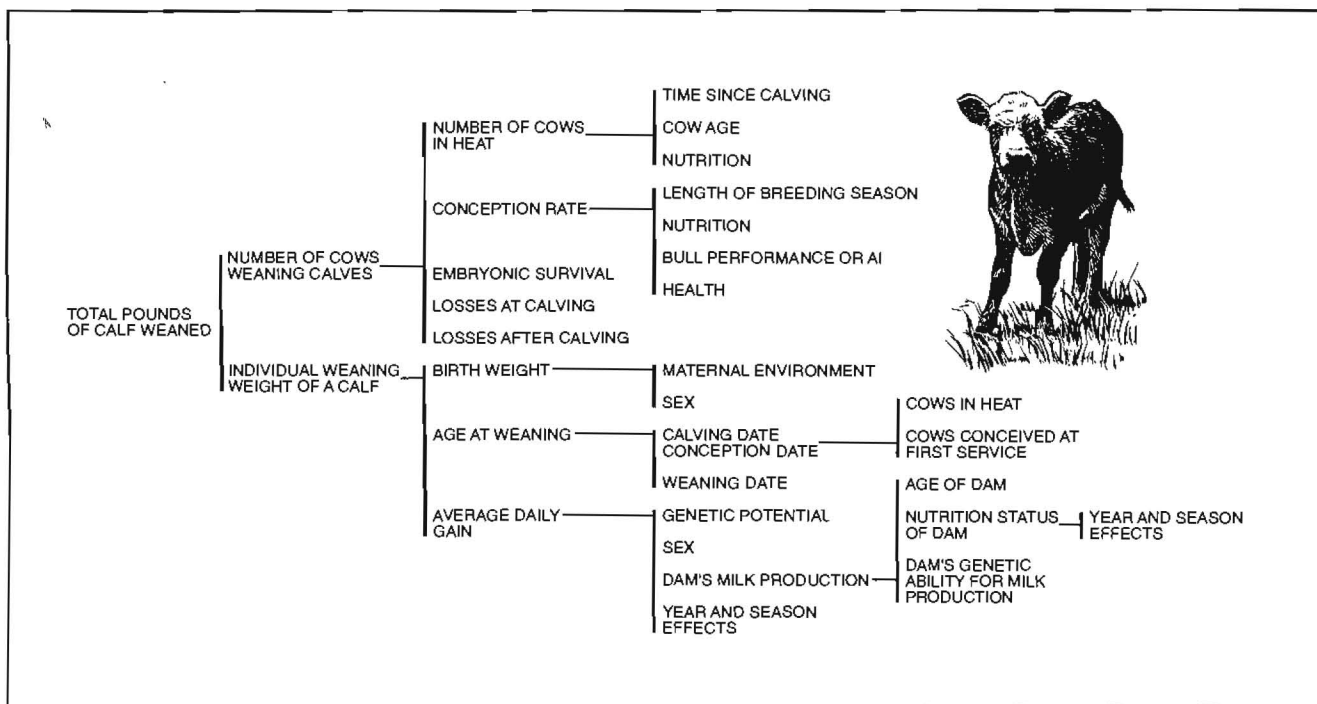 TOTAL POUNDS
OF CALF WEANED
NUMBER OF COWS
WEANING CALVES
NUMBER OF COWS
IN HEAT
TIME SINCE CALVING
COW AGE
NUTRITION
CONCEPTION RATE
LENGTH OF BREEDING SEASON
NUTRITION
BULL PERFORMANCE OR AI
HEALTH
EMBRYONIC SURVIVAL
LOSSES AT CALVING
LOSSES AFTER CALVING
INDIVIDUAL WEANING
WEIGHT OF A CALF
BIRTH WEIGHT
MATERNAL ENVIRONMENT
SEX
AGE AT WEANING
CALVING DATE
CONCEPTION DATE
COWS IN HEAT
COWS CONCEIVED AT
FIRST SERVICE
WEANING DATE
AVERAGE DAILY
GAIN
GENETIC POTENTIAL
SEX
DAM'S MILK PRODUCTION
AGE OF DAM
NUTRITION STATUS
OF DAM
YEAR AND SEASON
EFFECTS
DAM'S GENETIC
ABILITY FOR MILK
PRODUCTION
YEAR AND SEASON
EFFECTS